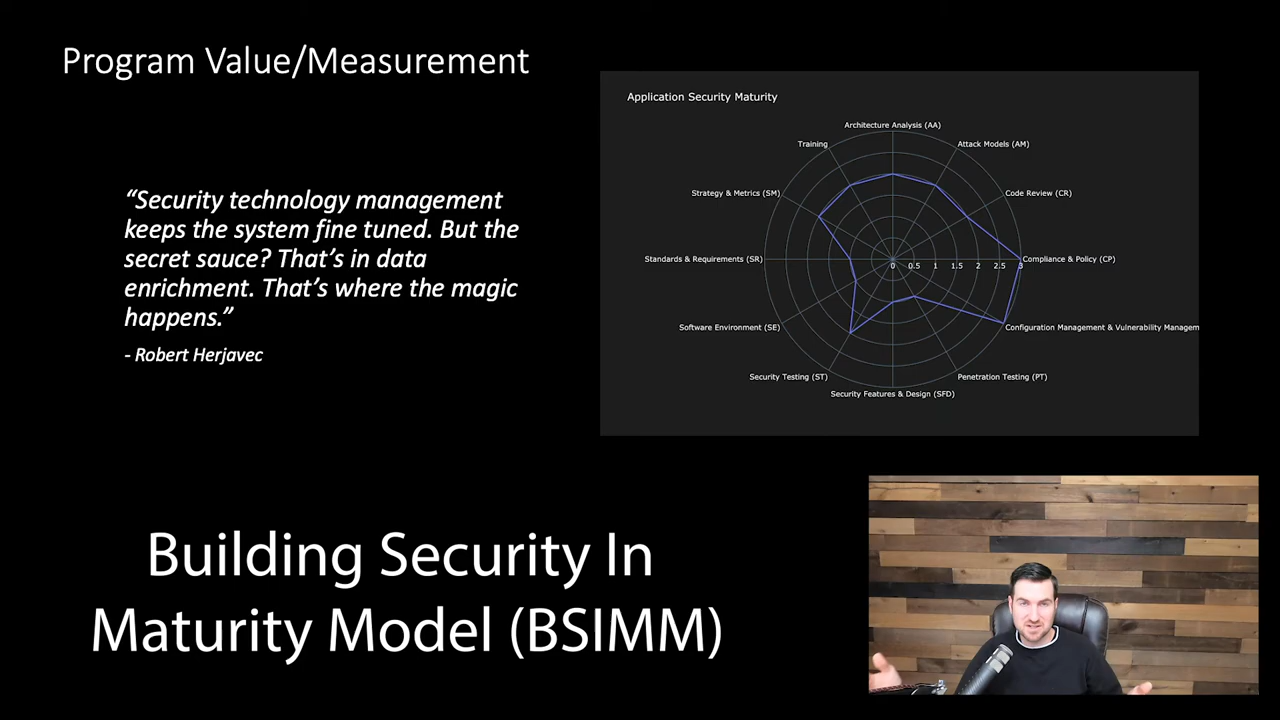 Program Value/Measurement
“Security technology management
keeps the system fine tuned. But the
secret sauce? That’s in data
enrichment. That’s where the magic
happens.”
- Robert Herjavec
Application Security Maturity
Architecture Analysis (AA)
Training
Attack Models (AM)
Strategy & Metrics (SM)
Code Review (CR)
Standards & Requirements (SR)
Compliance & Policy (CP)
0 0.5 1 1.5 2 2.5 3
Software Environment (SE)
Configuration Management & Vulnerability Managem
Security Testing (ST)
Penetration Testing (PT)
Security Features & Design (SFD)
Building Security In
Maturity Model (BSIMM)